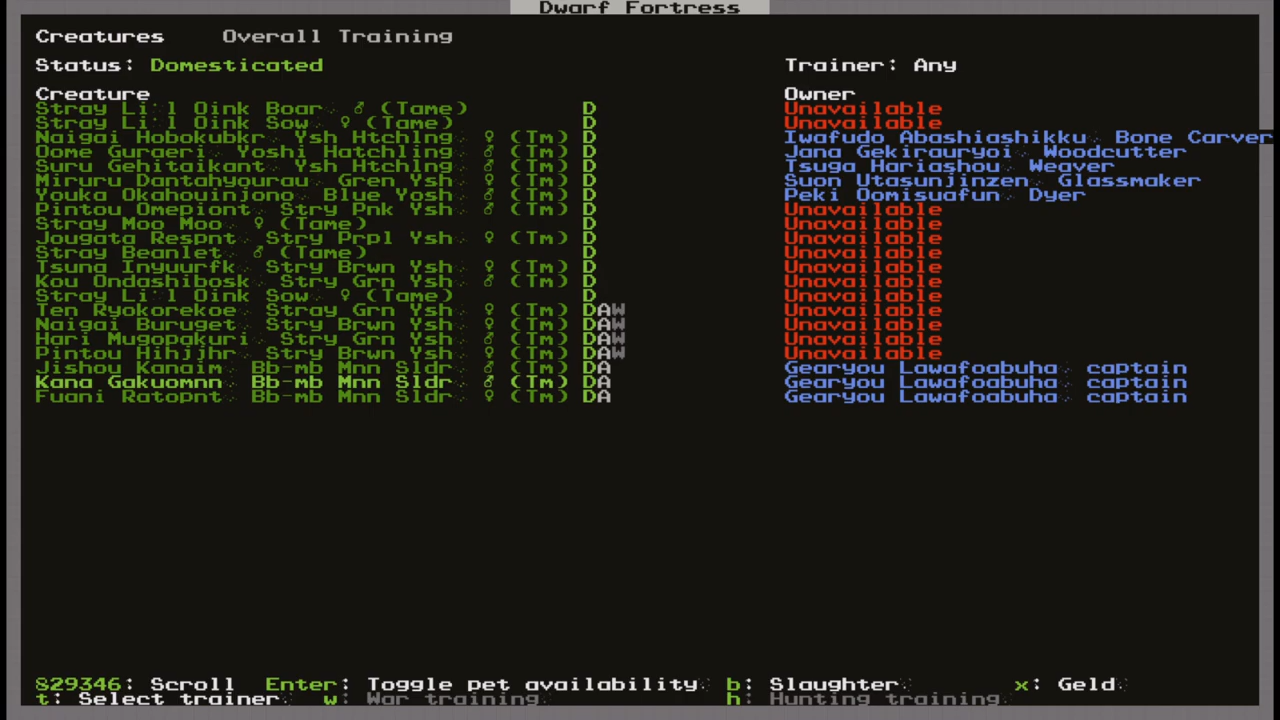 Dwarf Fortress
Creatures Overall Training
Status: Domesticated Trainer: Any
Creature Owner
Stray Li'l Oink Boar, ♂ (Tame) D Unavailable
Stray Li'l Oink Sow, ♀ (Tame) D Unavailable
Naigai Hobokubkr, Ysh Htchlng, ♀ (Tm) D Iwafudo Abashiashikku, Bone Carver
Oome Guraeri, Yoshi Hatchling, ♂ (Tm) D Jana Gekirauryoi, Woodcutter
Suru Gehitaikant, Ysh Htchlng, ♂ (Tm) D Tsuga Hariashou, Weaver
Miruru Dantahyourau, Gren Ysh, ♀ (Tm) D Suon Utasunjinzen, Glassmaker
Youka Okahouinjono, Blue Yosh, ♂ (Tm) D Peki Oomisuafun, Dyer
Pintou Omepiont, Stry Pnk Ysh, ♂ (Tm) D Unavailable
Stray Moo Moo, ♀ (Tame) D Unavailable
Jougata Respnt, Stry Prpl Ysh, ♀ (Tm) D Unavailable
Stray Beanlet, ♂ (Tame) D Unavailable
Tsuna Inyuurfk, Stry Brwn Ysh, ♀ (Tm) D Unavailable
Kou Ondashibosk, Stry Grn Ysh, ♂ (Tm) D Unavailable
Stray Li'l Oink Sow, ♀ (Tame) D Unavailable
Ten Ryokorekoe, Stray Grn Ysh, ♀ (Tm) DAW Unavailable
Naigai Buruget, Stry Brwn Ysh, ♀ (Tm) DAW Unavailable
Hari Mugopakuri, Stry Grn Ysh, ♂ (Tm) DAW Unavailable
Pintou Hihjjhr, Stry Brwn Ysh, ♀ (Tm) DAW Unavailable
Jishou Kanaim, Bb-mb Mnn Sldr, ♂ (Tm) DA Gearyou Lawafoabuha, captain
Kana Gakuomnn, Bb-mb Mnn Sldr, ♂ (Tm) DA Gearyou Lawafoabuha, captain
Fuani Ratopnt, Bb-mb Mnn Sldr, ♂ (Tm) DA Gearyou Lawafoabuha, captain
829346: Scroll Enter: Toggle pet availability, b: Slaughter, x: Geld,
t: Select trainer, w: War training, h: Hunting training,